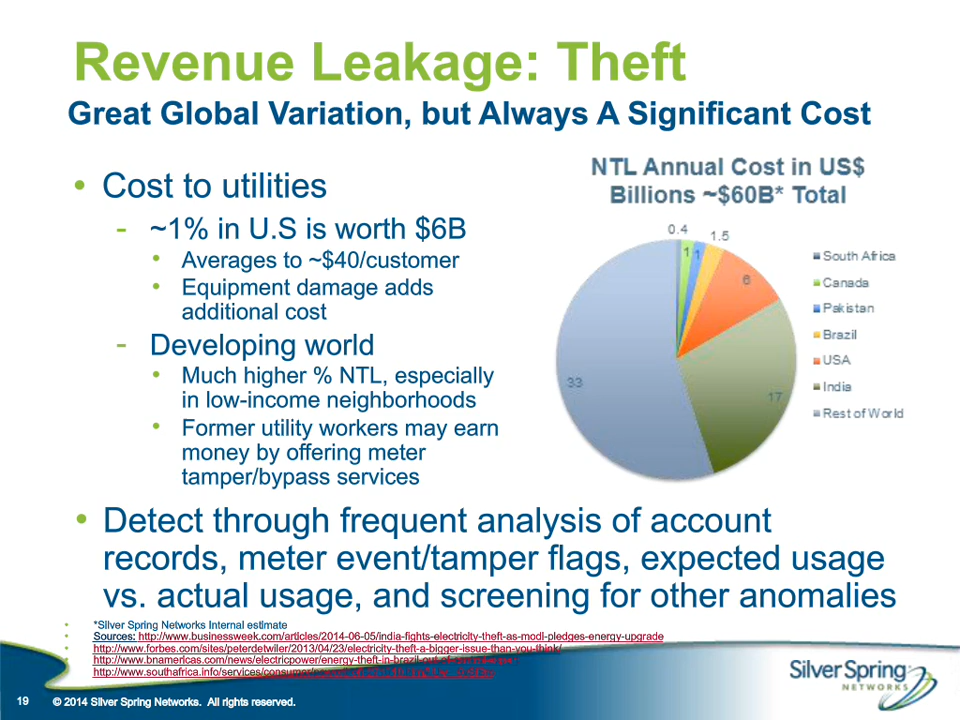 Revenue Leakage: Theft
Great Global Variation, but Always A Significant Cost
• Cost to utilities
- ~1% in U.S is worth $6B
• Averages to ~$40/customer
• Equipment damage adds
additional cost
- Developing world
• Much higher % NTL, especially
in low-income neighborhoods
• Former utility workers may earn
money by offering meter
tamper/bypass services
NTL Annual Cost in US$
Billions ~$60B* Total
0.4
1
1
1.5
6
17
33
South Africa
Canada
Pakistan
Brazil
USA
India
Rest of World
• Detect through frequent analysis of account
records, meter event/tamper flags, expected usage
vs. actual usage, and screening for other anomalies
• *Silver Spring Networks Internal estimate
• Sources: http://www.businessweek.com/articles/2014-06-05/india-fights-electricity-theft-as-modi-pledges-energy-upgrade
• http://www.forbes.com/sites/peterdetwiler/2013/04/23/electricity-theft-a-bigger-issue-than-you-think/
http://www.bnamericas.com/news/electricpower/energy-theft-in-brazil
http://www.southafrica.info/services/consumer/
19 © 2014 Silver Spring Networks. All rights reserved.
Silver Spring
NETWORKS